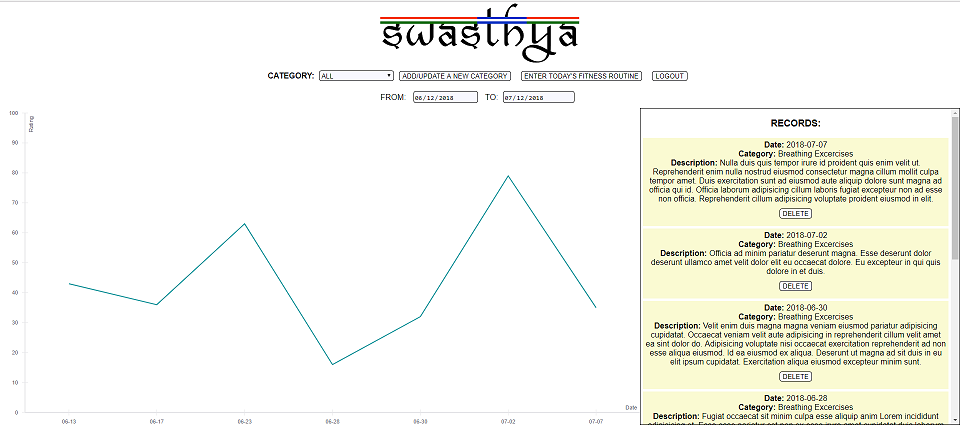 swasthya
CATEGORY: ALL ADD/UPDATE A NEW CATEGORY ENTER TODAY'S FITNESS ROUTINE LOGOUT
FROM: 06/12/2018 TO: 07/12/2018
100
Rating
90
80
70
60
50
40
30
20
10
0
Date
06-13 06-17 06-23 06-28 06-30 07-02 07-07
RECORDS:
Date: 2018-07-07
Category: Breathing Excercises
Description: Nulla duis quis tempor irure id proident quis enim velit ut.
Reprehenderit enim nulla nostrud eiusmod consectetur magna cillum mollit culpa
tempor amet. Duis exercitation sunt ad eiusmod aute aliquip dolore sunt magna ad
officia qui id. Officia laborum adipisicing cillum laboris fugiat excepteur non ad esse
non officia. Reprehenderit cillum adipisicing voluptate proident eiusmod in elit.
DELETE
Date: 2018-07-02
Category: Breathing Excercises
Description: Officia ad minim pariatur deserunt magna. Esse deserunt dolor
deserunt ullamco amet velit dolor elit eu occaecat dolore. Eu excepteur in qui quis
dolore in et duis.
DELETE
Date: 2018-06-30
Category: Breathing Excercises
Description: Velit enim duis magna magna veniam eiusmod pariatur adipisicing
cupidatat. Occaecat veniam velit aute adipisicing in reprehenderit cillum velit amet
ea sint dolor do. Adipisicing voluptate nisi occaecat exercitation reprehenderit ad non
esse aliqua eiusmod. Id ea eiusmod ex aliqua. Deserunt ut magna ad sit duis in eu
elit ipsum cupidatat. Exercitation aliqua eiusmod excepteur minim sunt.
DELETE
Date: 2018-06-28
Category: Breathing Excercises
Description: Fugiat occaecat sit minim culpa esse aliquip anim Lorem incididunt